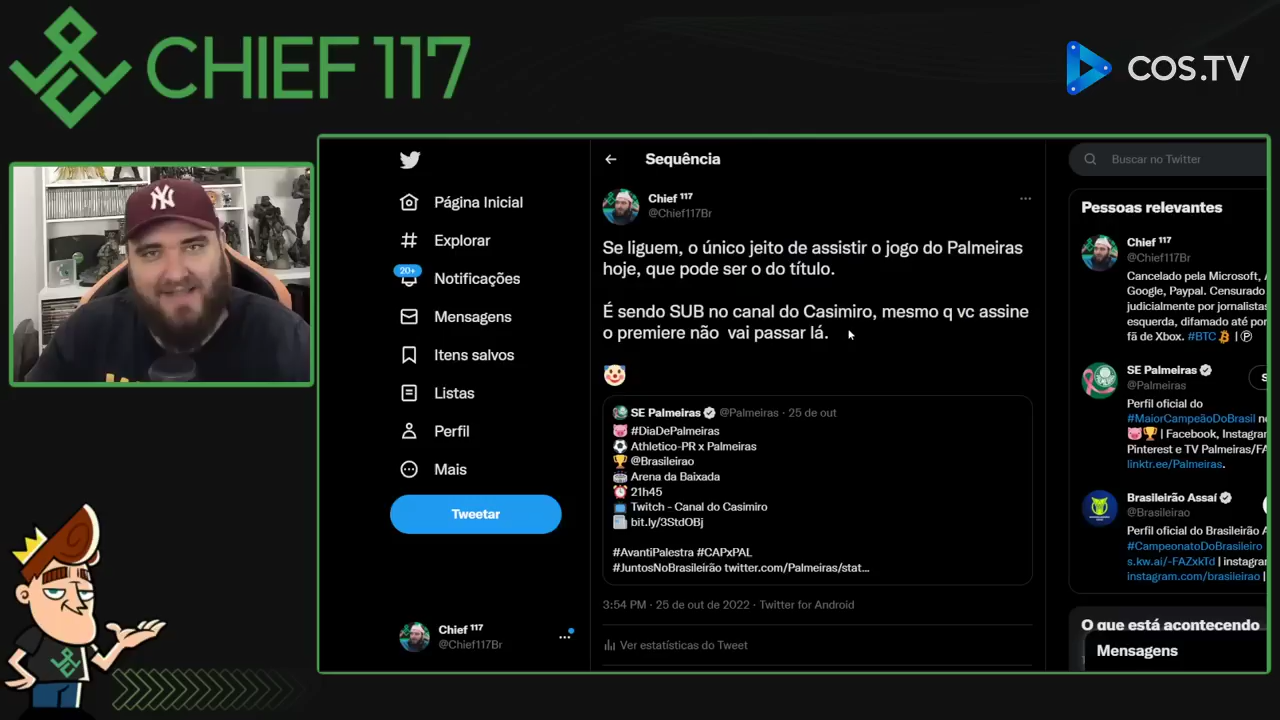 CHIEF 117
COS.TV
Página Inicial
Explorar
20+
Notificações
Mensagens
Itens salvos
Listas
Perfil
Mais
Tweetar
Chief ¹¹⁷
@Chief117Br
Sequência
Chief ¹¹⁷
@Chief117Br
Se liguem, o único jeito de assistir o jogo do Palmeiras
hoje, que pode ser o do título.
É sendo SUB no canal do Casimiro, mesmo q vc assine
o premiere não vai passar lá.
SE Palmeiras @Palmeiras · 25 de out
#DiaDePalmeiras
Athletico-PR x Palmeiras
@Brasileirao
Arena da Baixada
21h45
Twitch - Canal do Casimiro
bit.ly/3StdOBj
#AvantiPalestra #CAPxPAL
#JuntosNoBrasileirão twitter.com/Palmeiras/stat...
3:54 PM · 25 de out de 2022 · Twitter for Android
Ver estatísticas do Tweet
Buscar no Twitter
Pessoas relevantes
Chief ¹¹⁷
@Chief117Br
Cancelado pela Microsoft, A
Google, Paypal. Censurado
judicialmente por jornalistas
esquerda, difamado até por
fã de Xbox. #BTC | Ⓟ
SE Palmeiras
@Palmeiras
S
Perfil oficial do
#MaiorCampeãoDoBrasil no
| Facebook, Instagram
Pinterest e TV Palmeiras/FA
linktr.ee/Palmeiras.
Brasileirão Assaí
@Brasileirao
Perfil oficial do Brasileirão A
#CampeonatoDoBrasileiro
s.kw.ai/-FAZxkTd | instagram
instagram.com/brasileirao |
O que está acontecendo
Mensagens